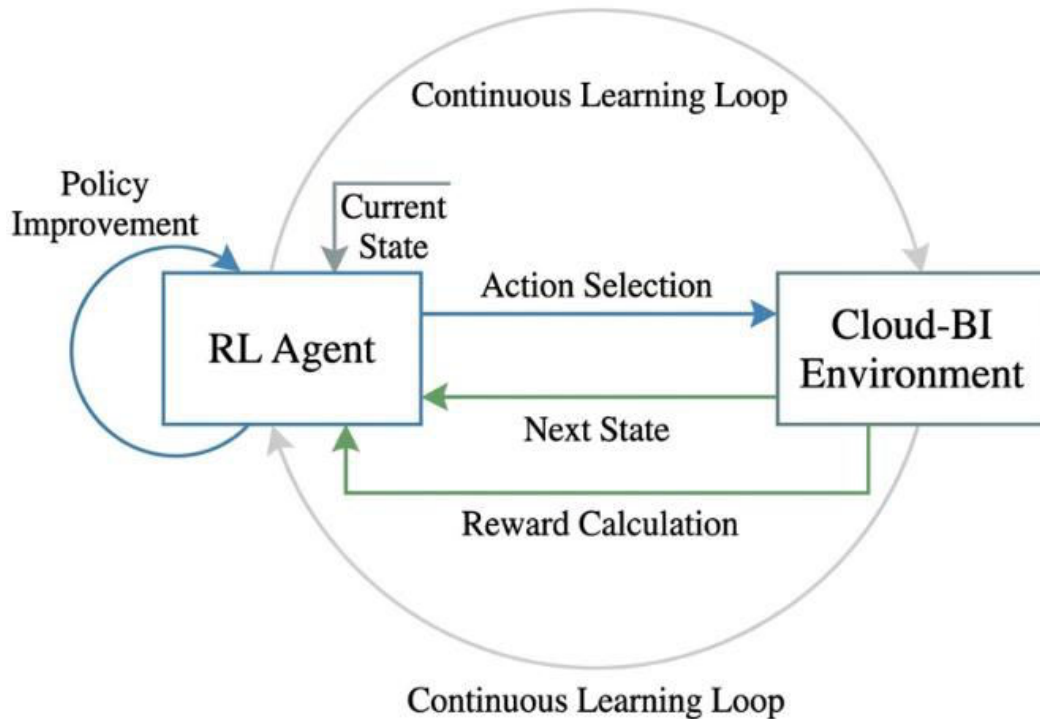 Continuous Learning Loop
Policy
Improvement
Current
State
Action Selection
RL Agent
Cloud-BI
Environment
Next State
Reward Calculation
Continuous Learning Loop